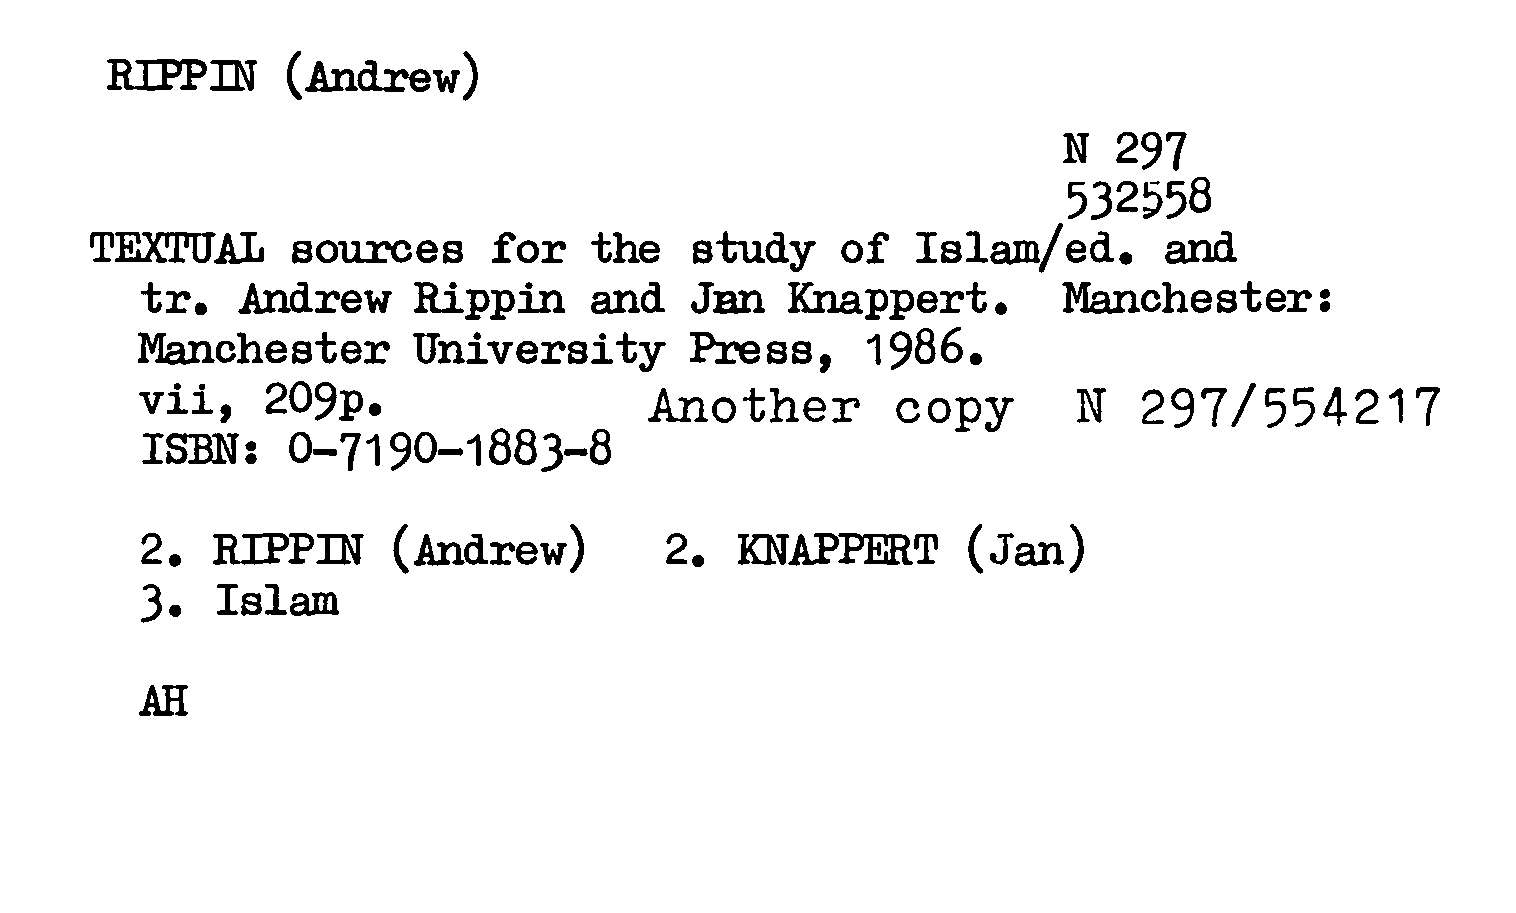 RIPPIN (Andrew)
N 297
532558
TEXTUAL sources for the study of Islam/ed. and
tr. Andrew Rippin and Jan Knappert. Manchester:
Manchester University Press, 1986.
vii, 209p. Another copy N 297/554217
ISBN: 0-7190-1883-8
2. RIPPIN (Andrew) 2. KNAPPERT (Jan)
3. Islam
AH